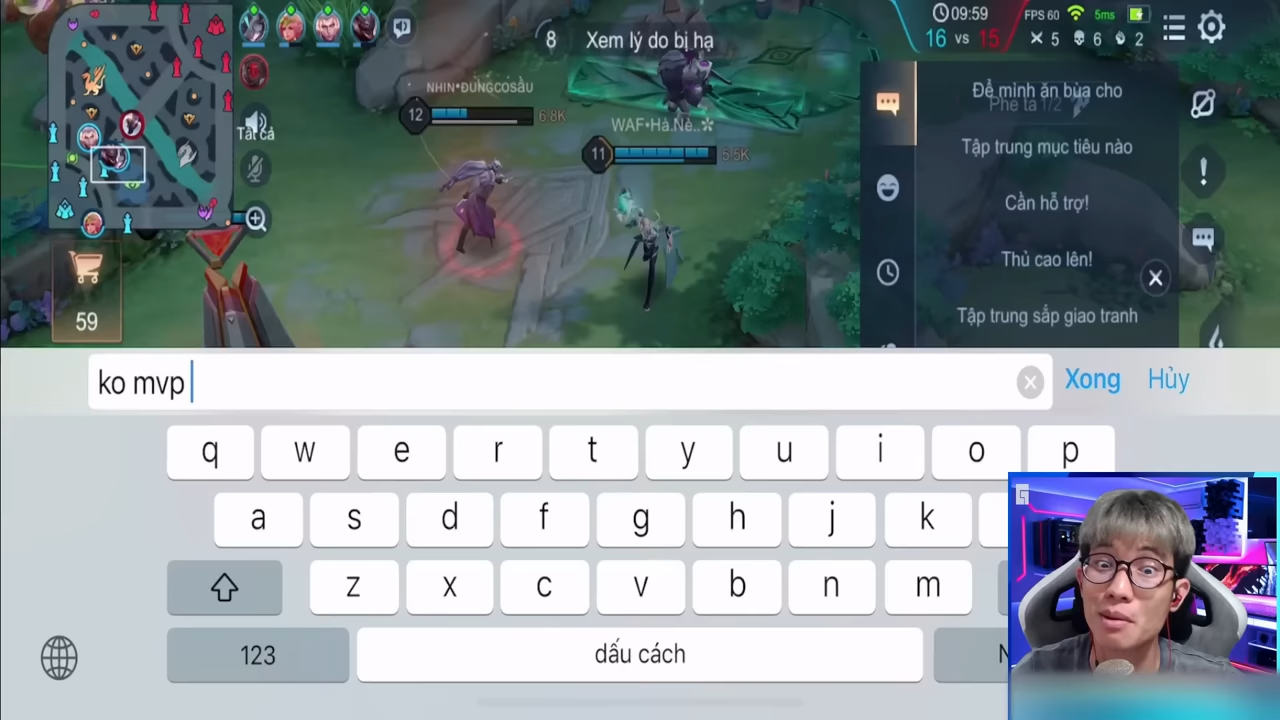 09:59
FPS 60
5ms
16 vs 15
5
6
2
8
Xem lý do bị hạ
Tất cả
NHIN•ĐỪNGCOSẦU
12
6.8K
WAF•Hà.Nè..✲
11
5.5K
59
Để mình ăn bùa cho
Phe ta 1/2
Tập trung mục tiêu nào
Cần hỗ trợ!
Thủ cao lên!
Tập trung sắp giao tranh
ko mvp
Xong
Hủy
q w e r t y u i o p
a s d f g h j k
z x c v b n m
123
dấu cách
N